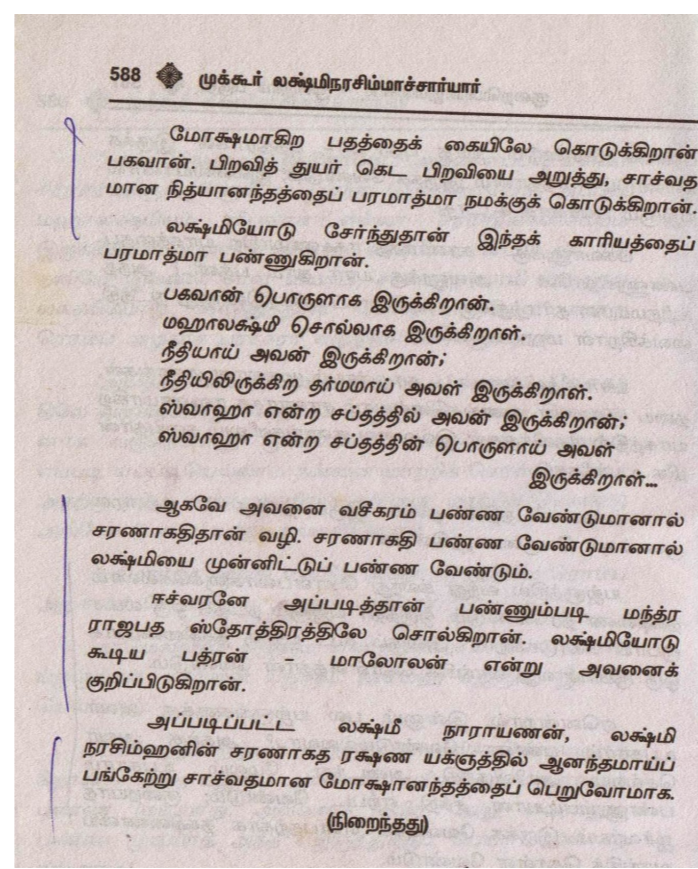 588 முக்கூர் லக்ஷ்மிநரசிம்மாச்சார்யார்
மோக்ஷமாகிற பதத்தைக் கையிலே கொடுக்கிறான்
பகவான். பிறவித் துயர் கெட பிறவியை அறுத்து, சாச்வத
மான நித்யானந்தத்தைப் பரமாத்மா நமக்குக் கொடுக்கிறான்.
லக்ஷ்மியோடு சேர்ந்துதான் இந்தக் காரியத்தைப்
பரமாத்மா பண்ணுகிறான்.
பகவான் பொருளாக இருக்கிறான்.
மஹாலக்ஷ்மி சொல்லாக இருக்கிறாள்.
நீதியாய் அவன் இருக்கிறான்;
நீதியிலிருக்கிற தர்மமாய் அவள் இருக்கிறாள்.
ஸ்வாஹா என்ற சப்தத்தில் அவன் இருக்கிறான்;
ஸ்வாஹா என்ற சப்தத்தின் பொருளாய் அவள்
இருக்கிறாள்...
ஆகவே அவனை வசீகரம் பண்ண வேண்டுமானால்
சரணாகதிதான் வழி. சரணாகதி பண்ண வேண்டுமானால்
லக்ஷ்மியை முன்னிட்டுப் பண்ண வேண்டும்.
ஈச்வரனே அப்படித்தான் பண்ணும்படி மந்த்ர
ராஜபத ஸ்தோத்திரத்திலே சொல்கிறான். லக்ஷ்மியோடு
கூடிய பத்ரன் – மாலோலன் என்று அவனைக்
குறிப்பிடுகிறான்.
அப்படிப்பட்ட லக்ஷ்மீ நாராயணன், லக்ஷ்மி
நரசிம்ஹனின் சரணாகத ரக்ஷண யக்ஞத்தில் ஆனந்தமாய்ப்
பங்கேற்று சாச்வதமான மோக்ஷானந்தத்தைப் பெறுவோமாக.
(நிறைந்தது)